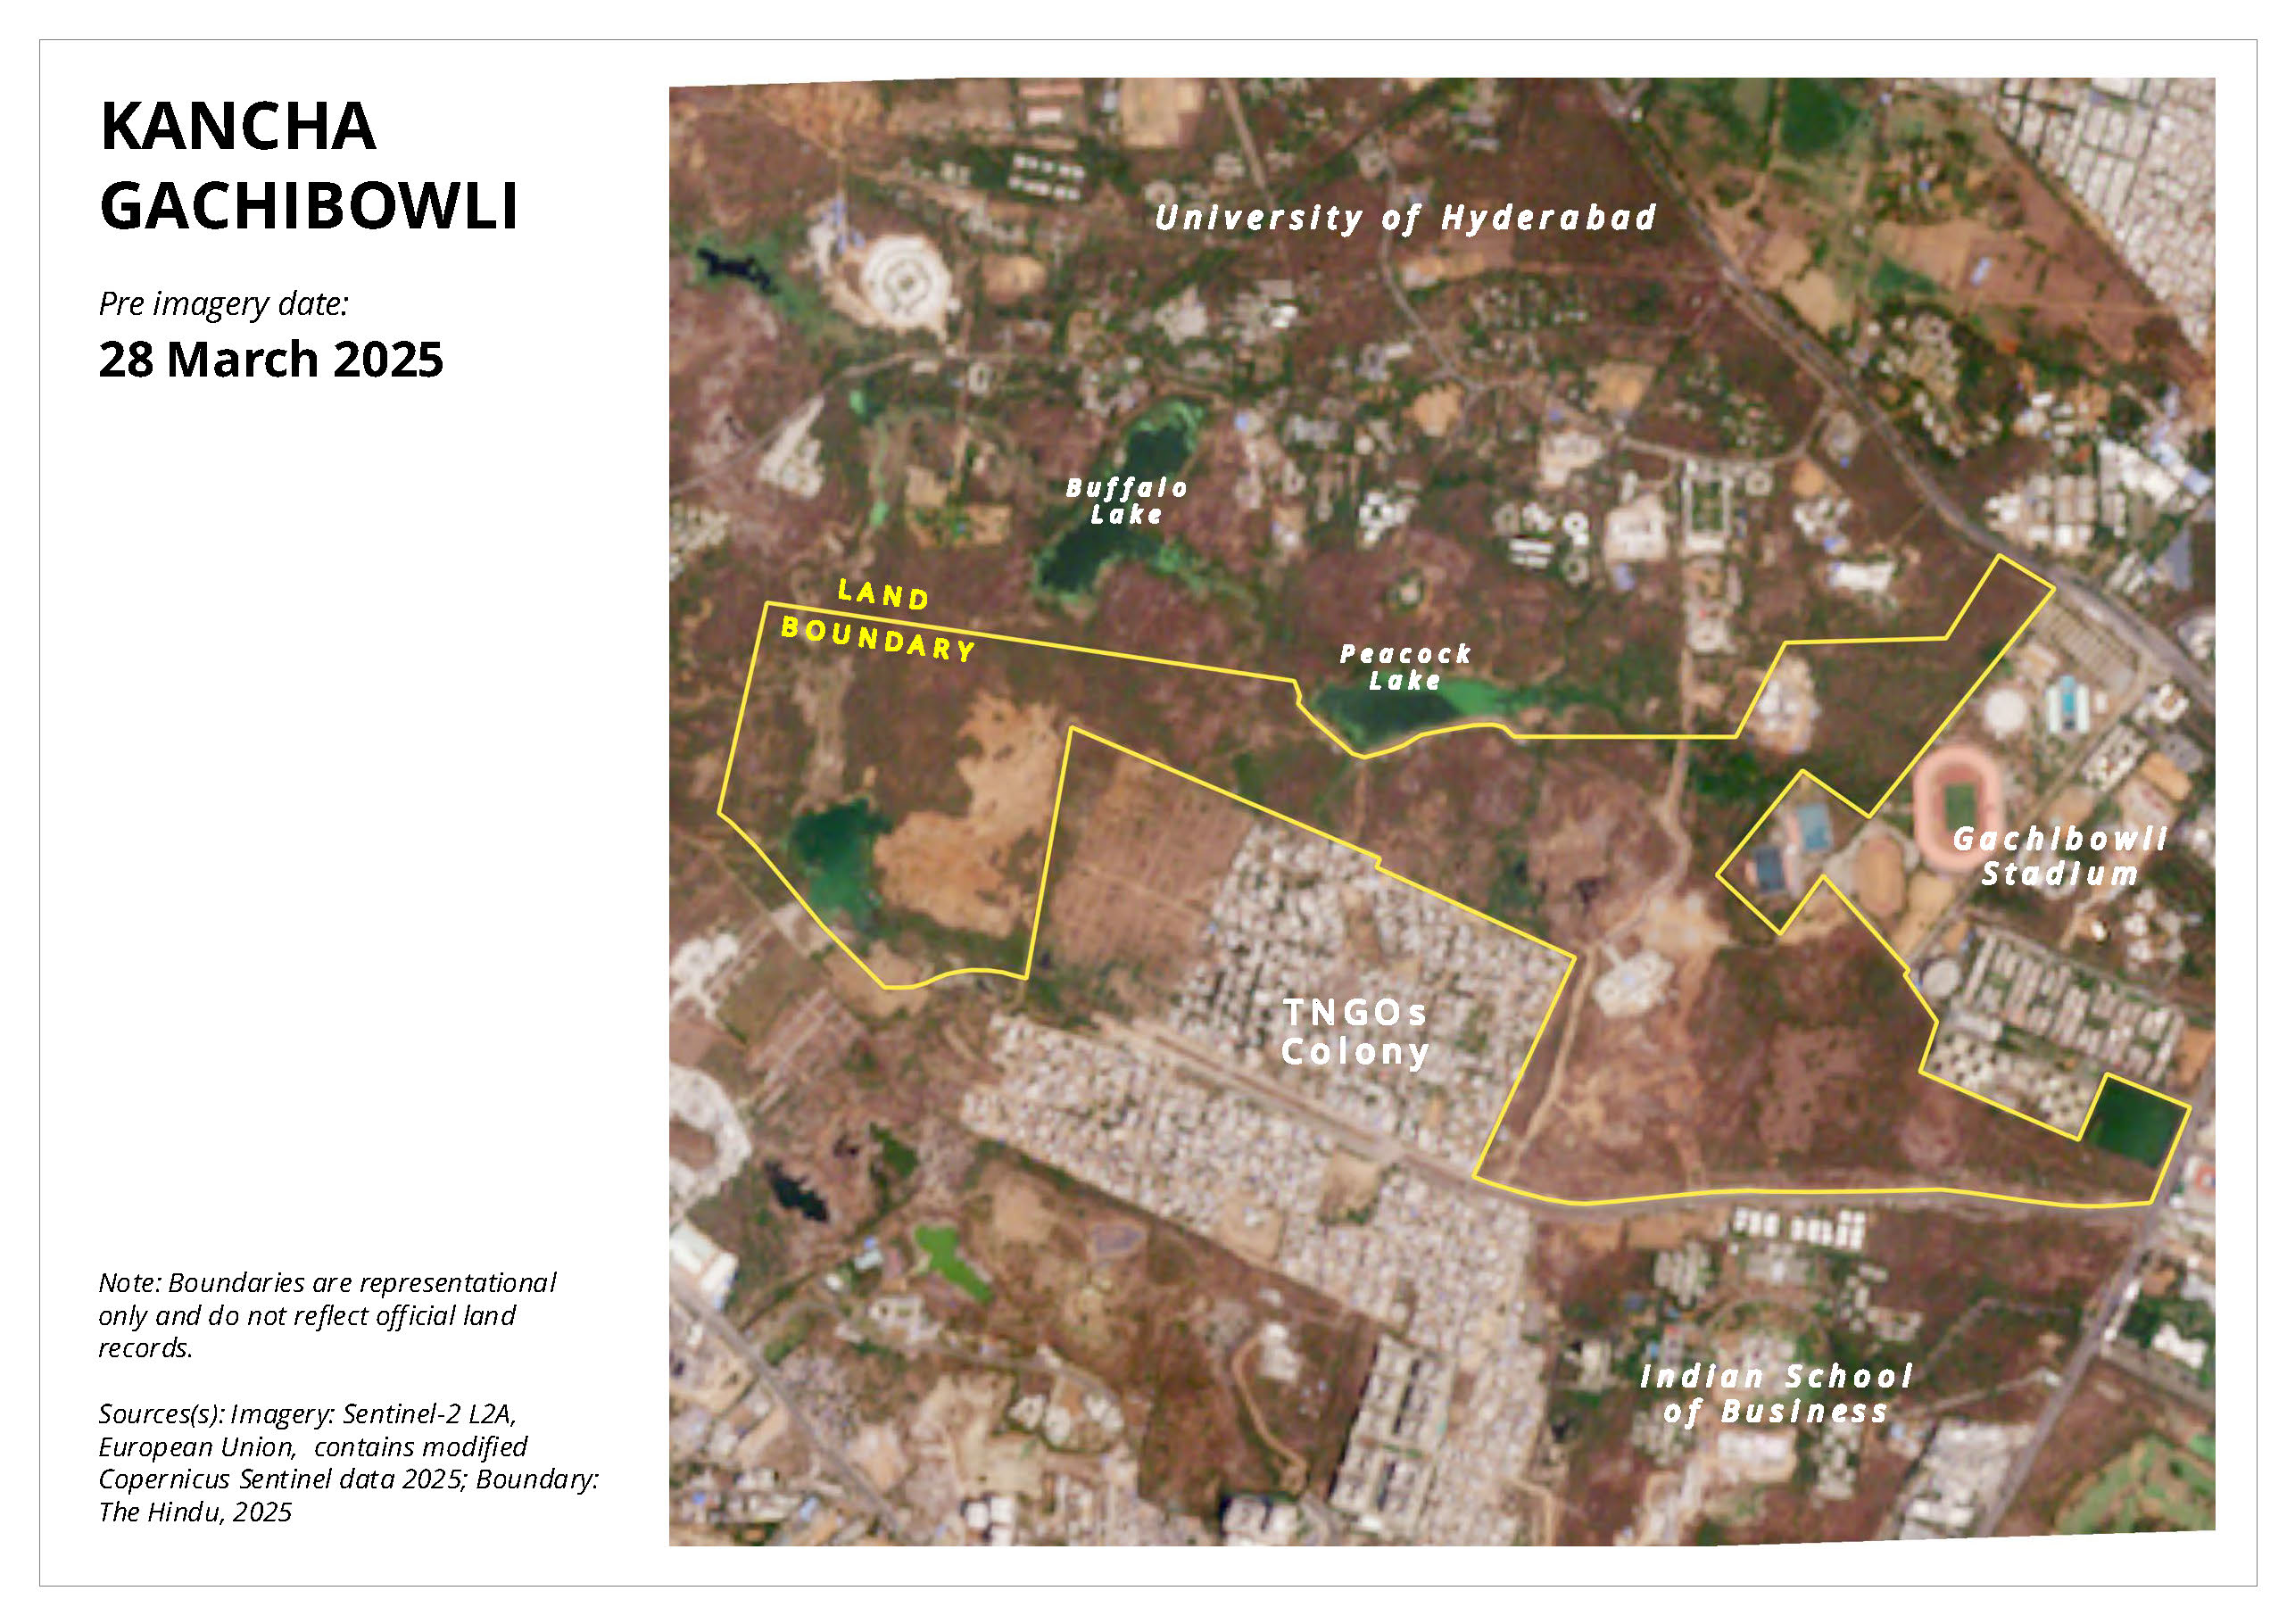 KANCHA
GACHIBOWLI
Pre imagery date:
28 March 2025
Note: Boundaries are representational
only and do not reflect official land
records.
Sources(s): Imagery: Sentinel-2 L2A,
European Union,  contains modified
Copernicus Sentinel data 2025; Boundary:
The Hindu, 2025
University of Hyderabad
Buffalo
Lake
LAND
BOUNDARY
Peacock
Lake
Gachibowli
Stadium
TNGOs
Colony
Indian School
of Business